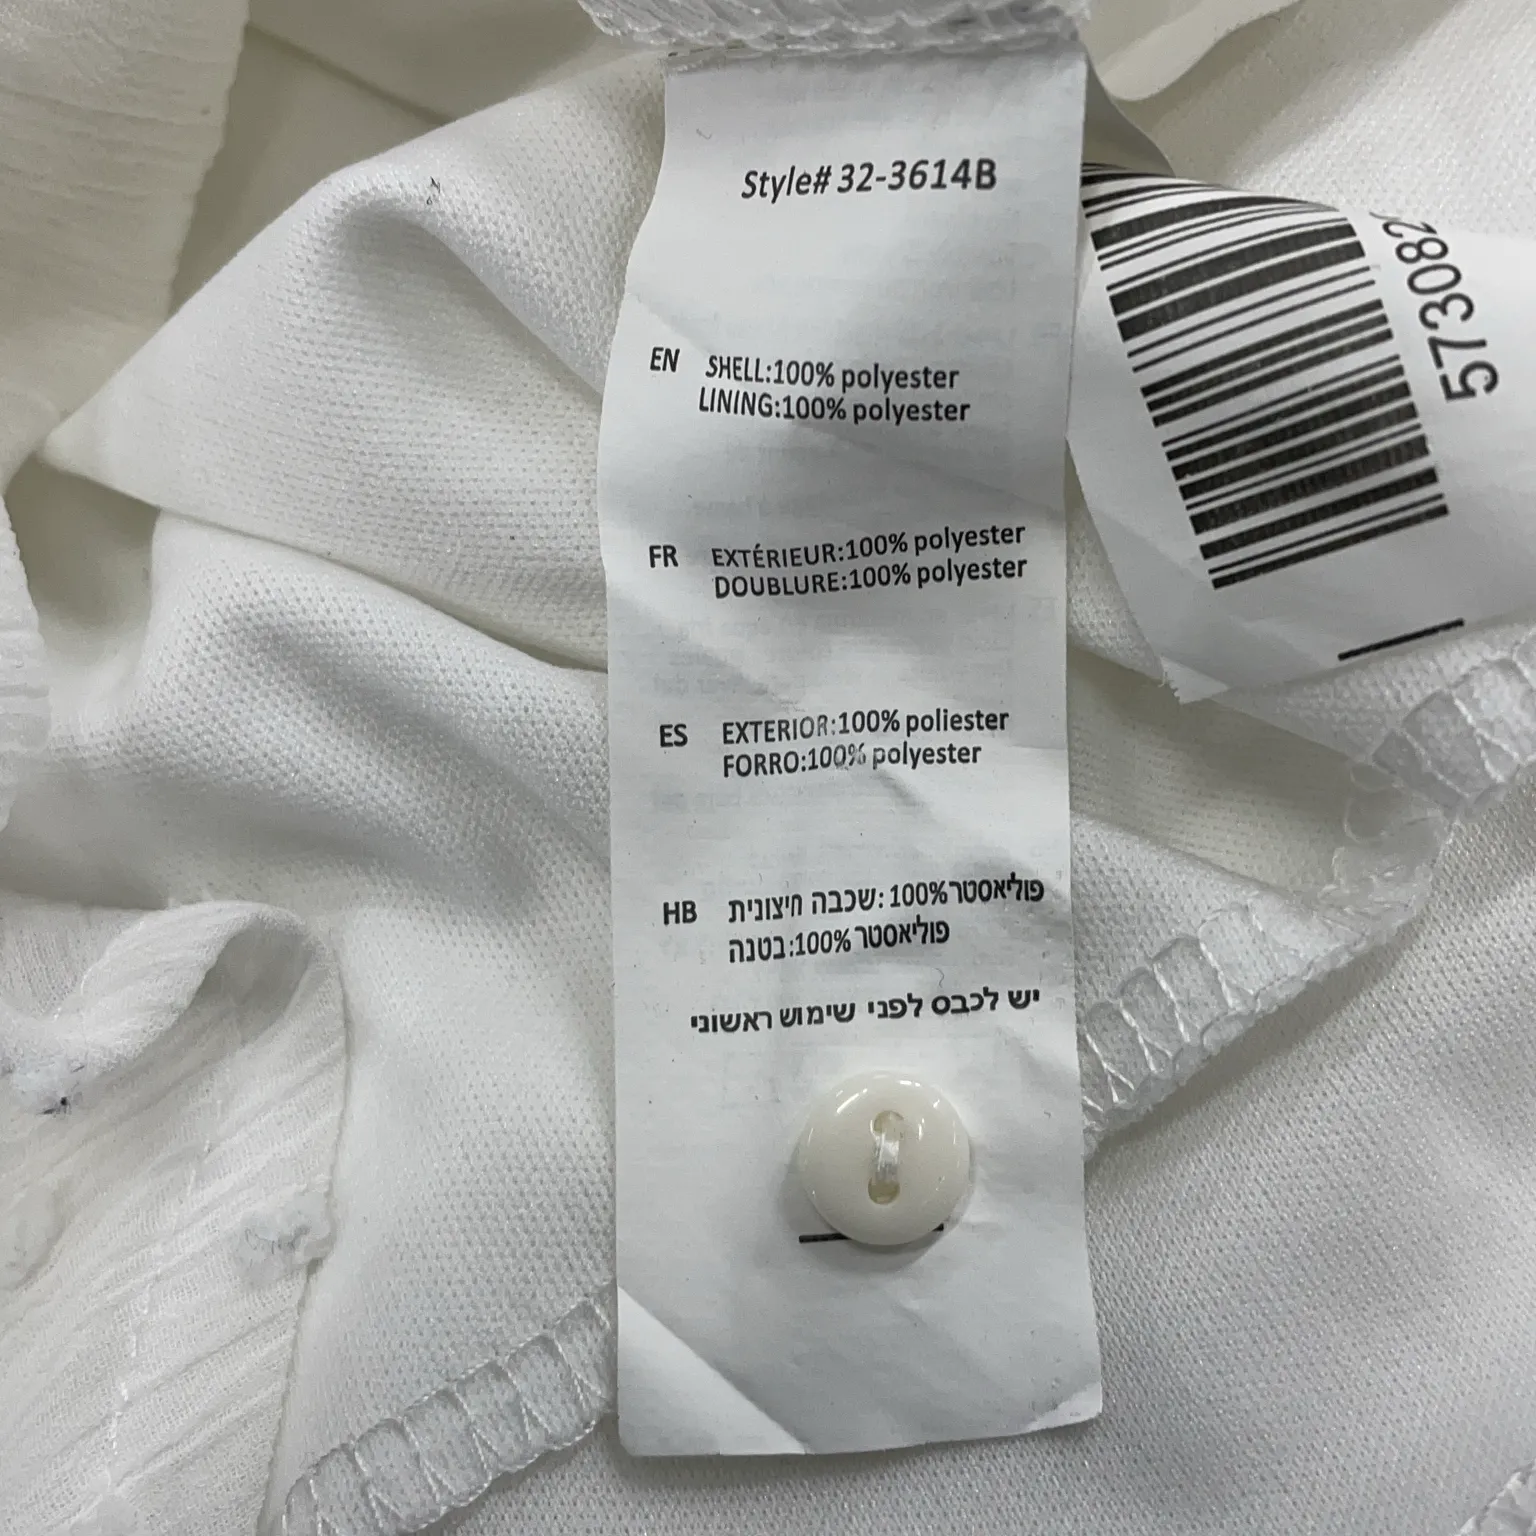 Style# 32-3614B
EN SHELL:100% polyester
LINING:100% polyester
FR EXTÉRIEUR:100% polyester
DOUBLURE:100% polyester
ES EXTERIOR:100% poliester
FORRO:100% polyester
HB פוליאסטר 100%: שכבה חיצונית
פוליאסטר 100%:בטנה
יש לכבס לפני שימוש ראשוני
573082